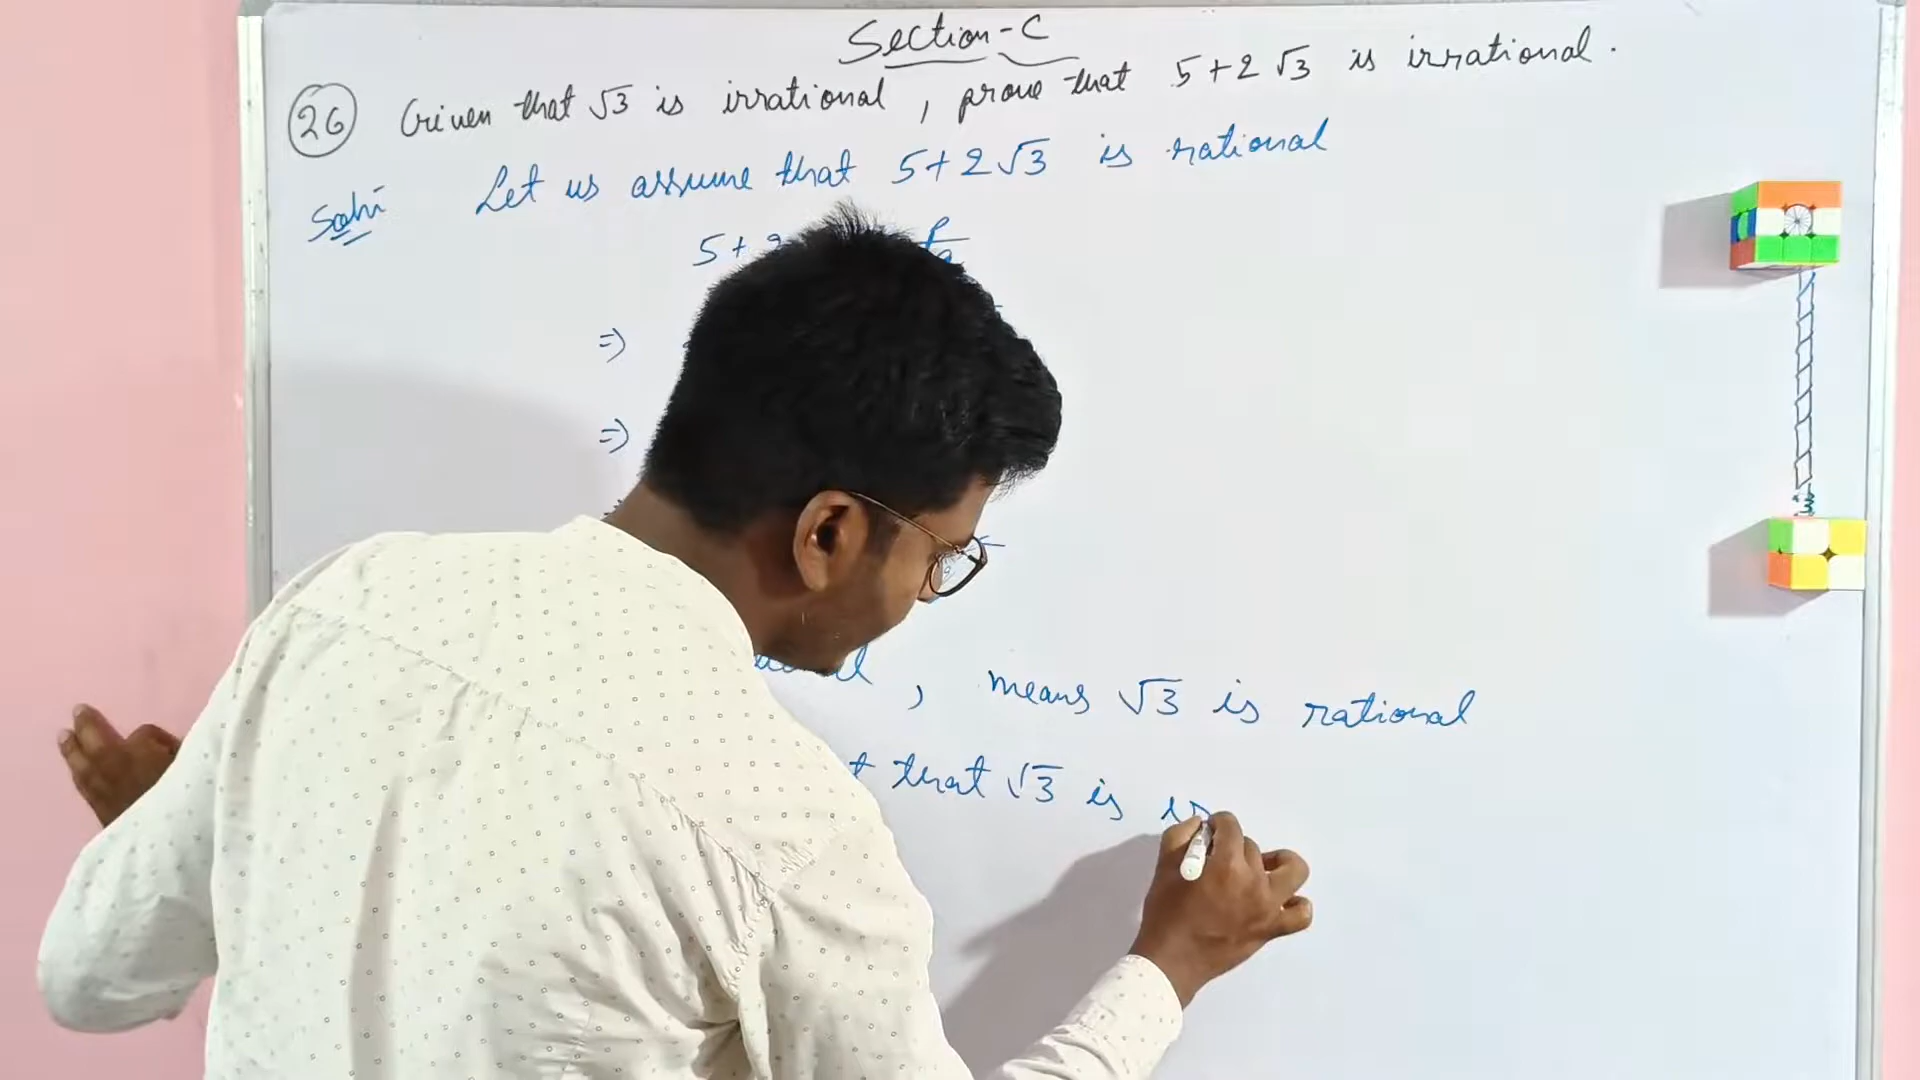 Section-C
26 Given that √3 is irrational, prove that 5+2√3 is irrational.
Soln Let us assume that 5+2√3 is rational
5+ p
=>
=>
, means √3 is rational
that √3 is ir